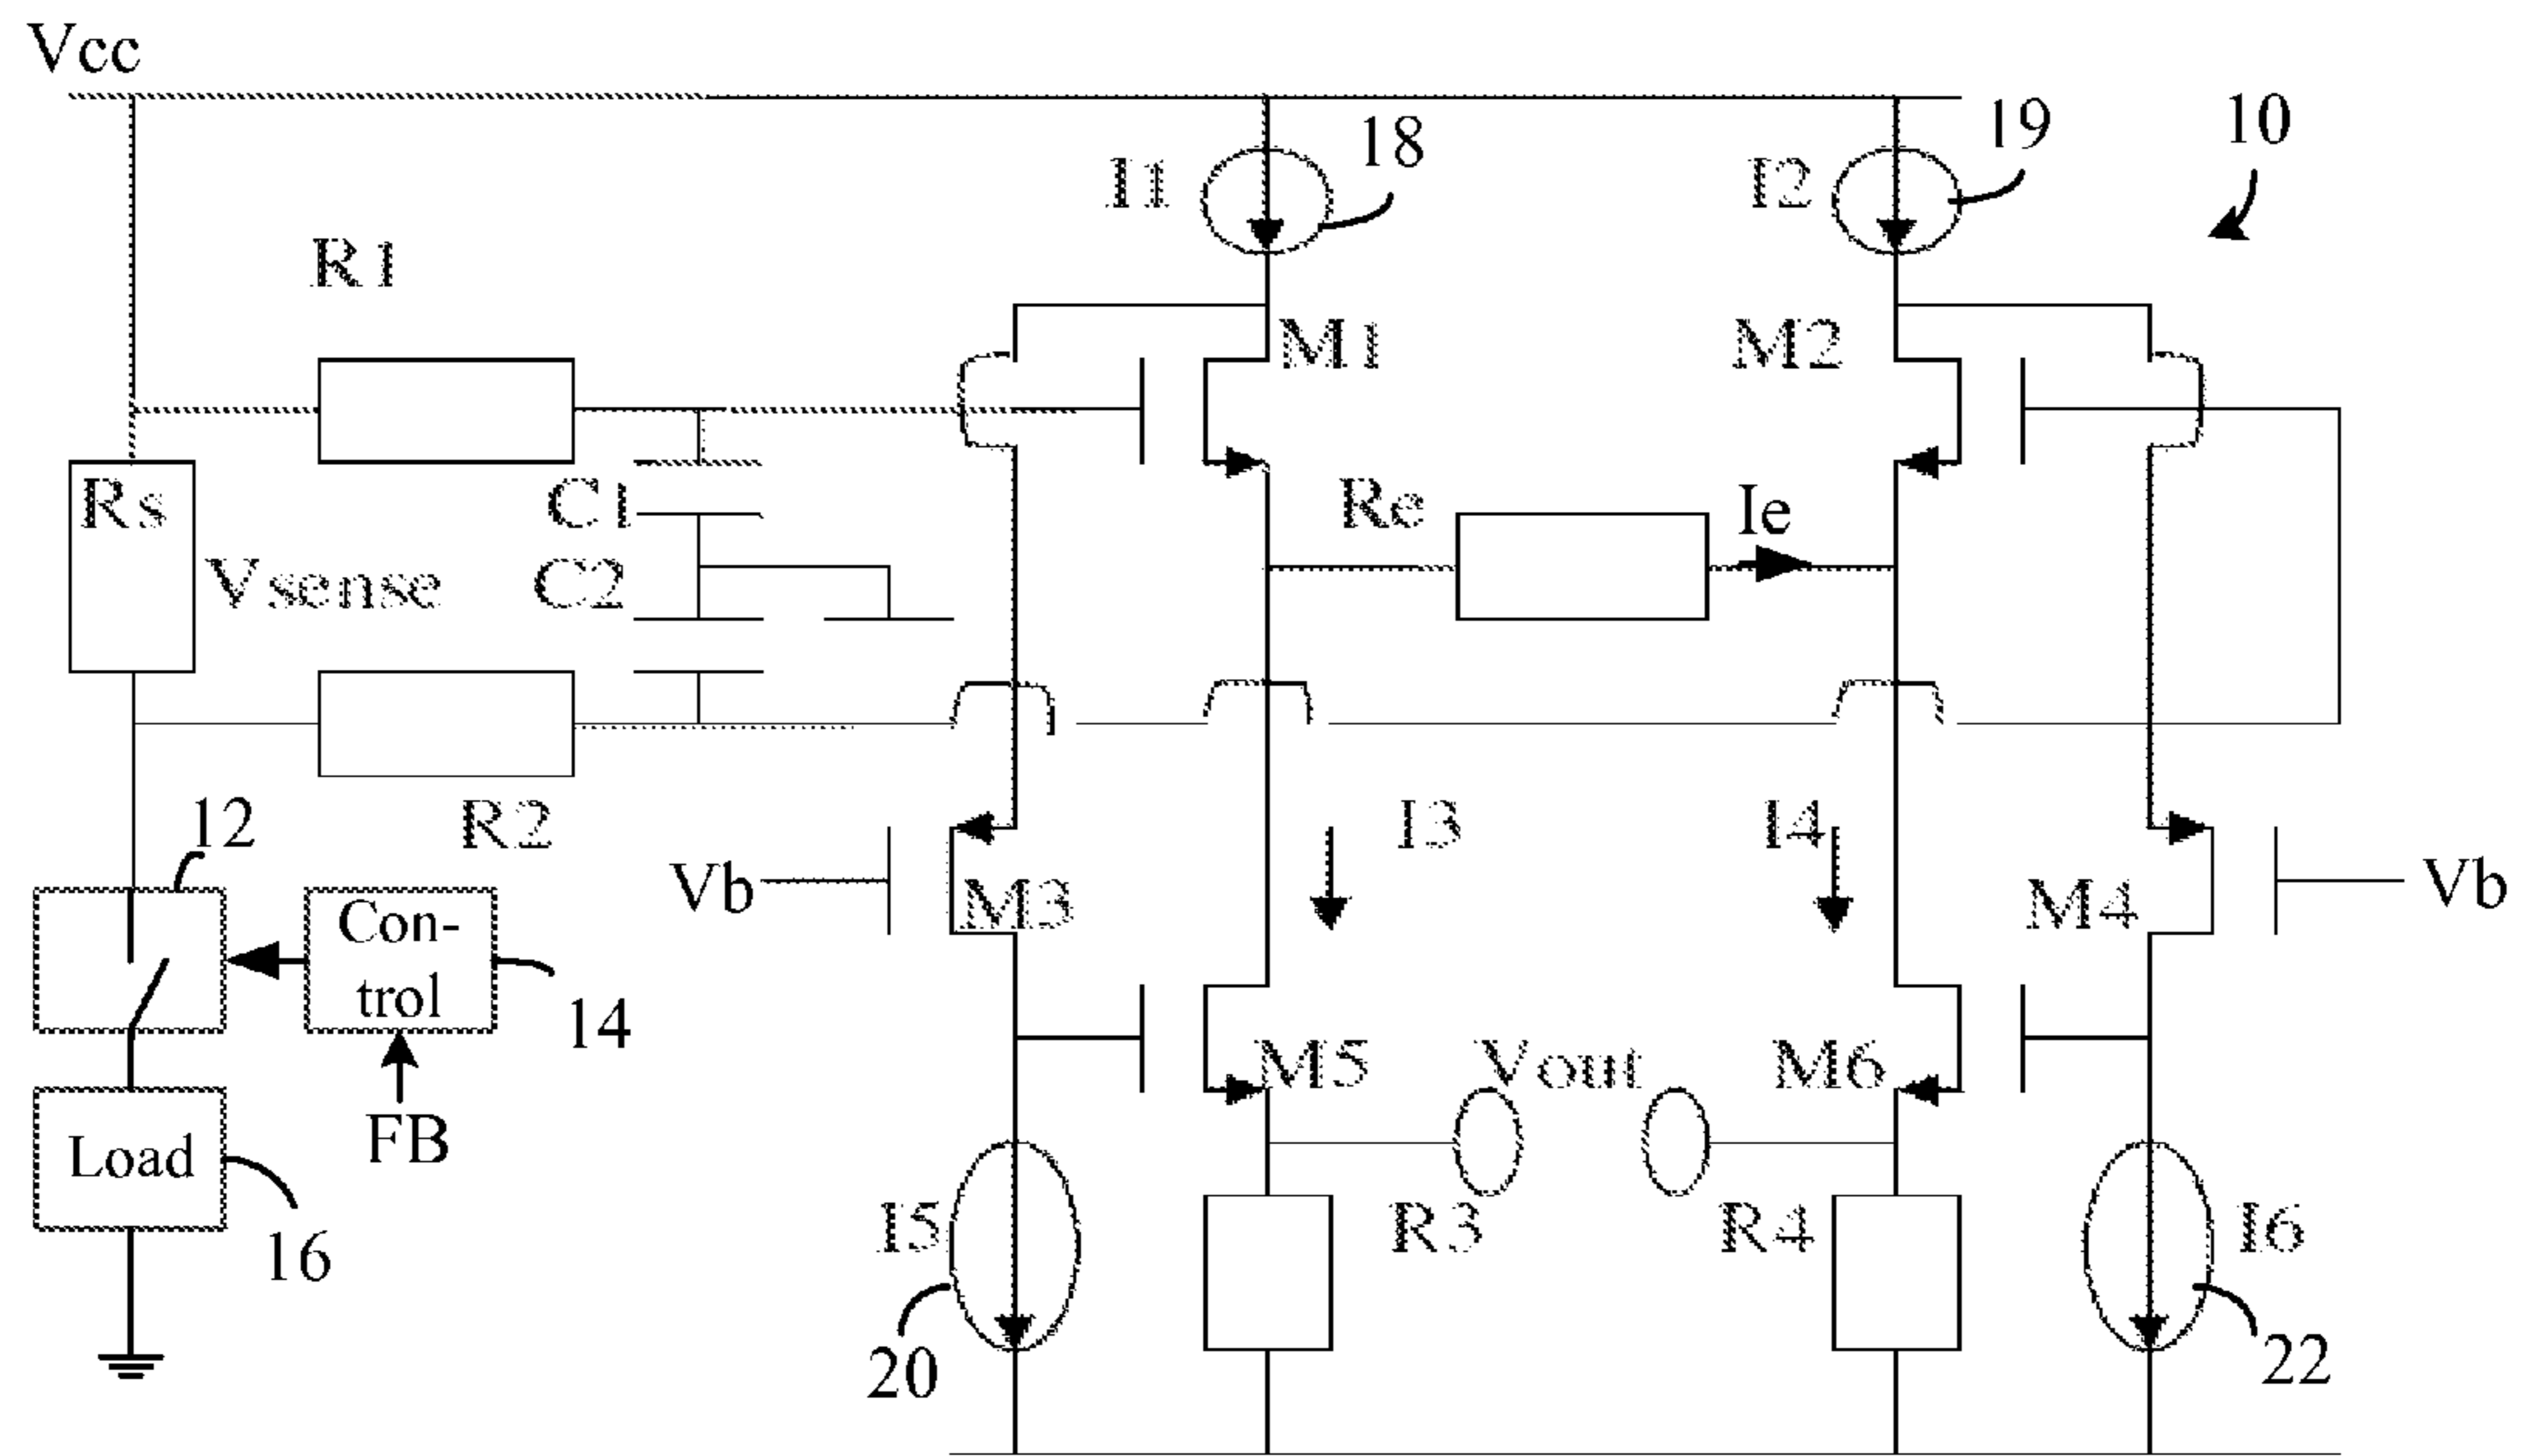 Vcc
I1
18
I2
19
10
R1
M1
M2
Rs
C1
Re
Ie
Vsense
C2
12
R2
I3
I4
Vb
M3
M4
Vb
Con-
trol
14
FB
M5
Vout
M6
Load
16
I5
R3
R4
I6
20
22